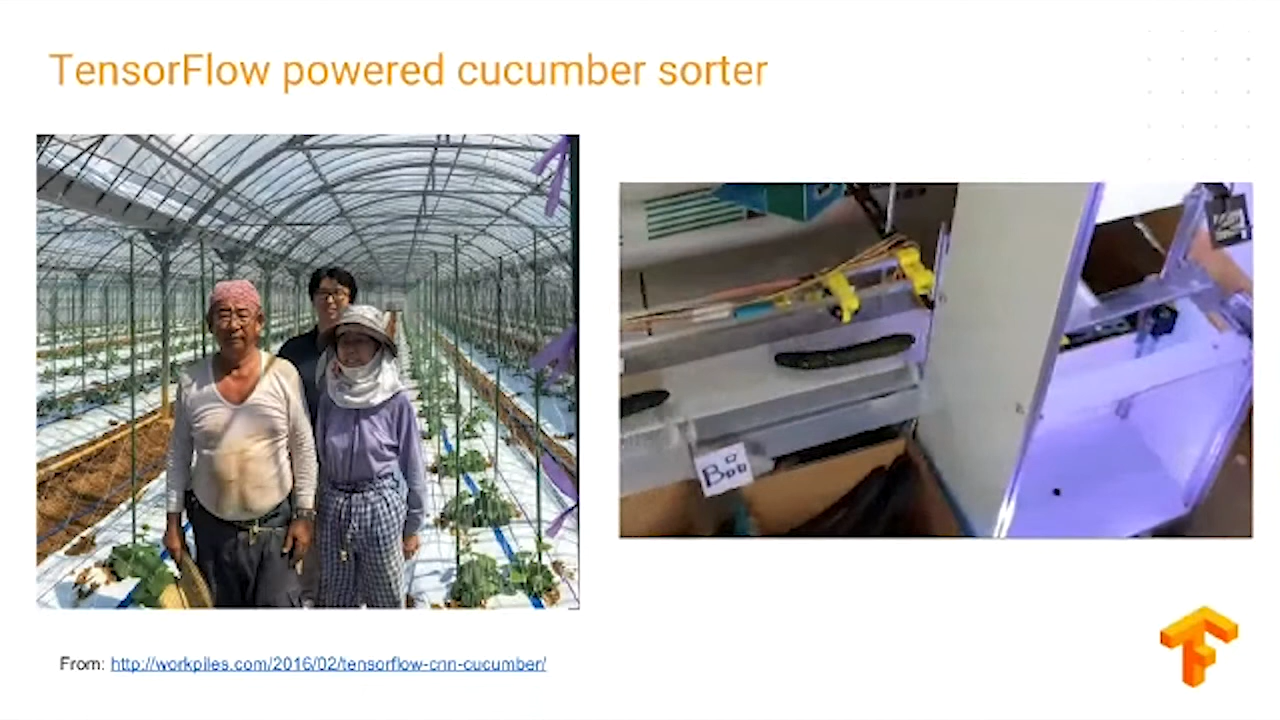 TensorFlow powered cucumber sorter
From: http://workpiles.com/2016/02/tensorflow-cnn-cucumber/